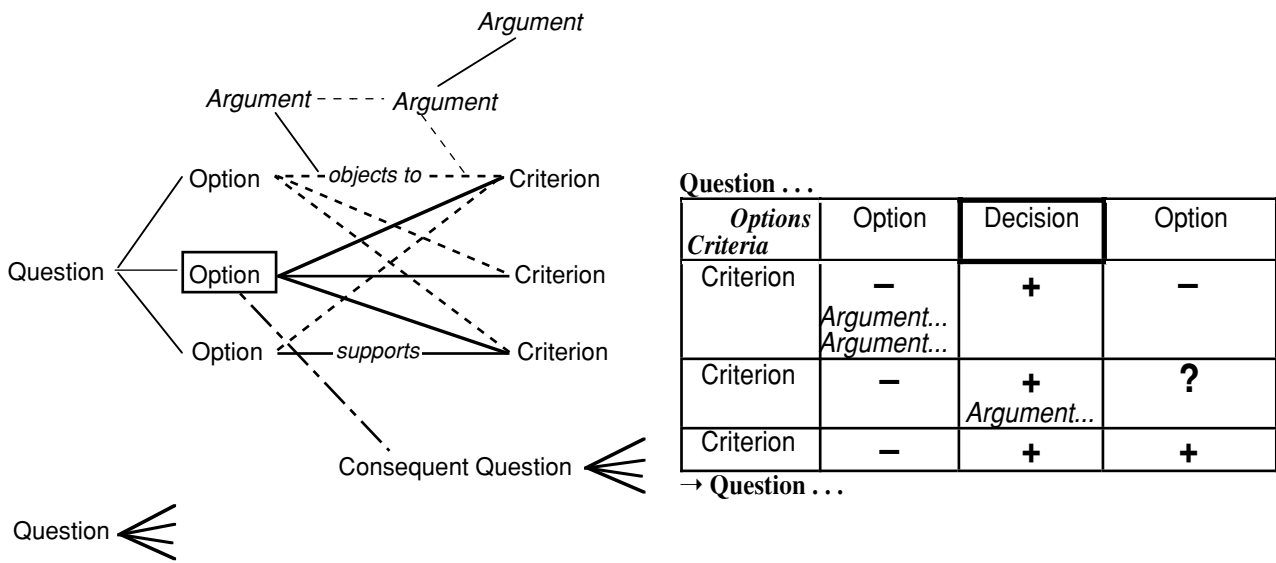 Argument
Argument Argument
Option objects to Criterion
Question Option Criterion
Option supports Criterion
Consequent Question
Question
Question . . .
Options Option Decision Option
Criteria
Criterion – + –
Argument...
Argument...
Criterion – + ?
Argument...
Criterion – + +
→ Question . . .